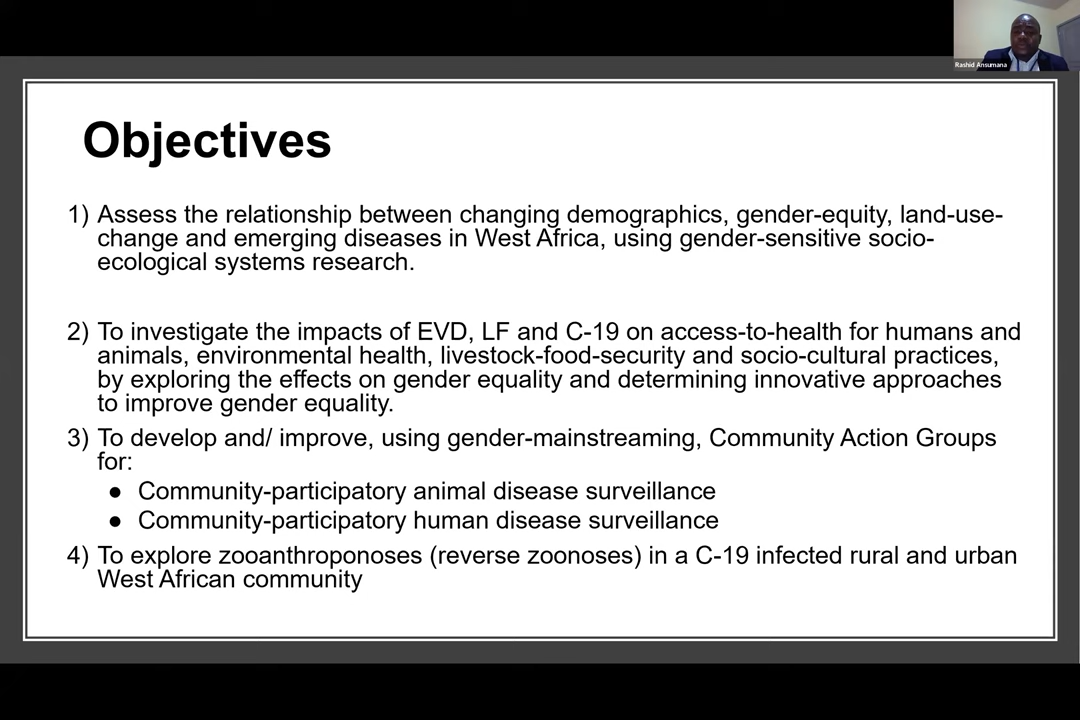 Rashid Ansumana
Objectives
1) Assess the relationship between changing demographics, gender-equity, land-use-
change and emerging diseases in West Africa, using gender-sensitive socio-
ecological systems research.
2) To investigate the impacts of EVD, LF and C-19 on access-to-health for humans and
animals, environmental health, livestock-food-security and socio-cultural practices,
by exploring the effects on gender equality and determining innovative approaches
to improve gender equality.
3) To develop and/ improve, using gender-mainstreaming, Community Action Groups
for:
● Community-participatory animal disease surveillance
● Community-participatory human disease surveillance
4) To explore zooanthroponoses (reverse zoonoses) in a C-19 infected rural and urban
West African community